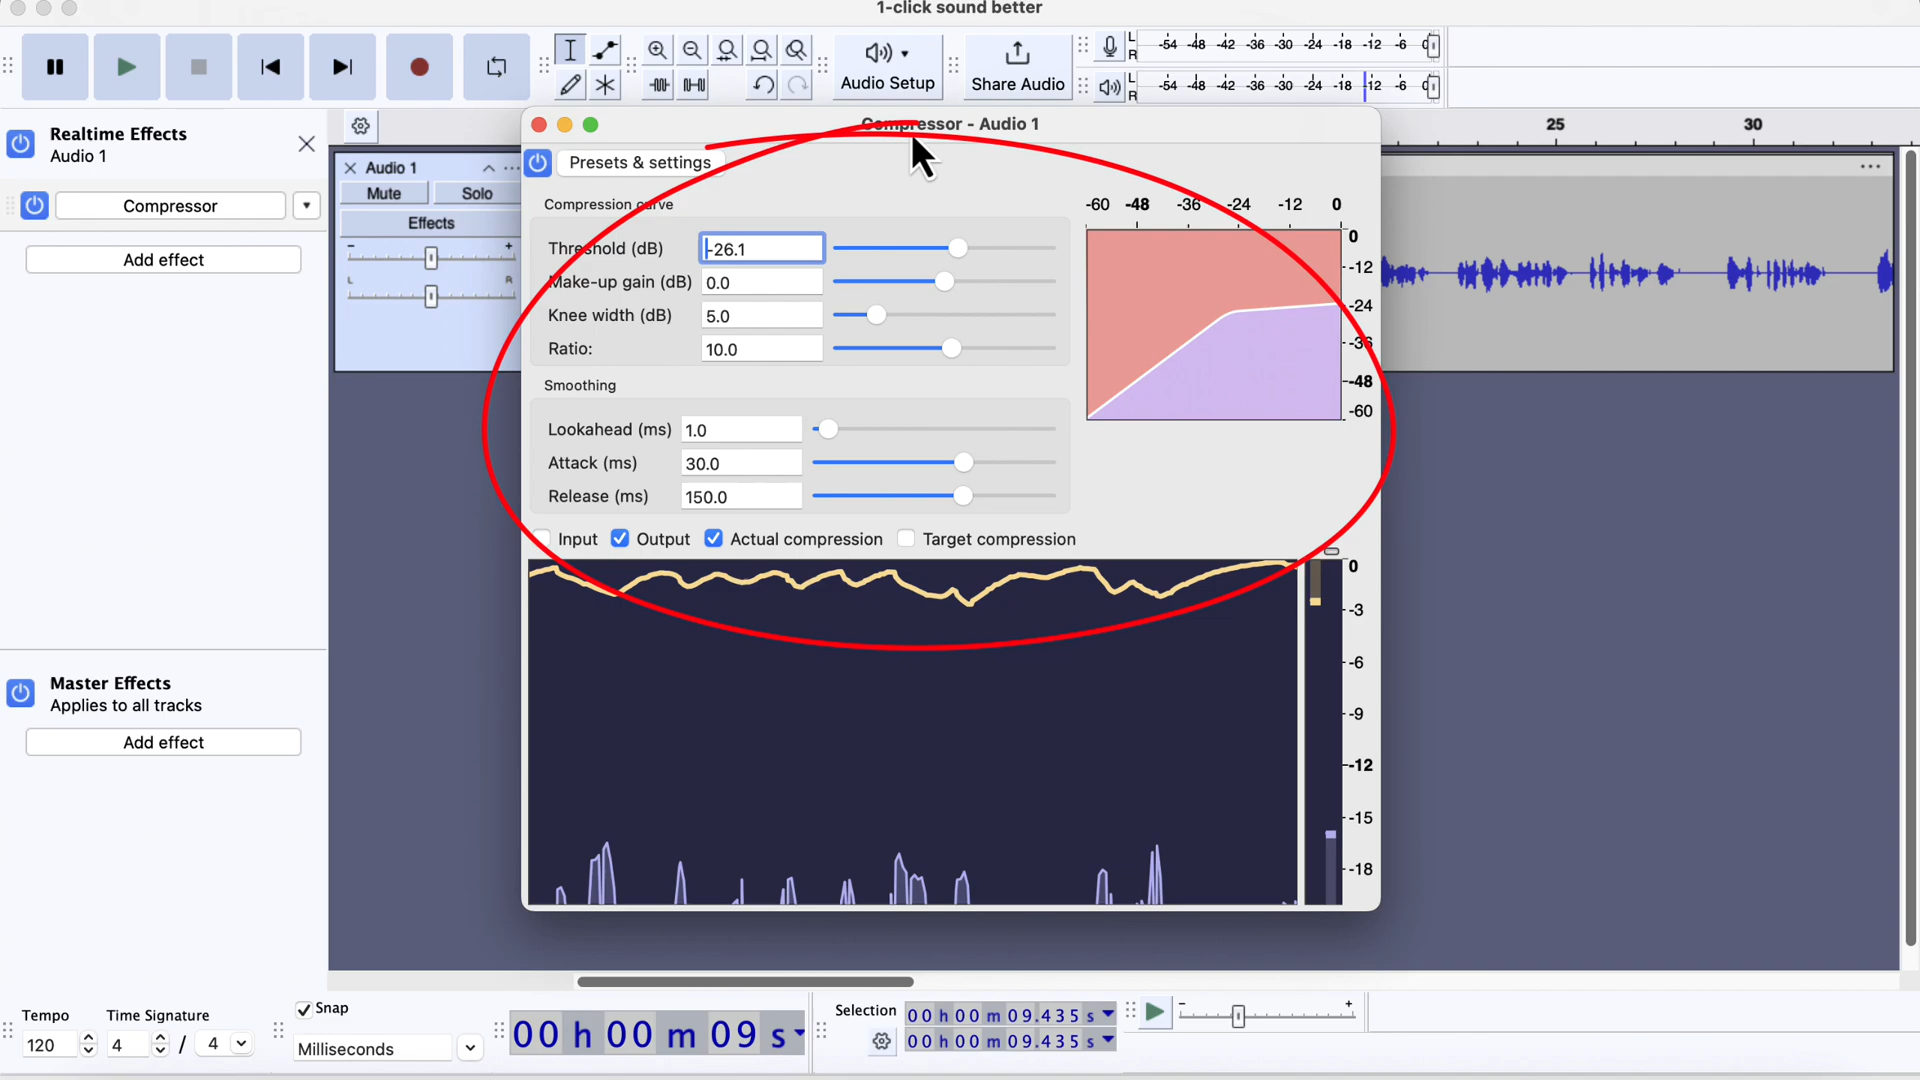 1-click sound better
Audio Setup
Share Audio
L
R
-54 -48 -42 -36 -30 -24 -18 -12 -6
L
R
-54 -48 -42 -36 -30 -24 -18 -12 -6
Realtime Effects
Audio 1
Compressor
Add effect
Master Effects
Applies to all tracks
Add effect
Audio 1
Mute Solo
Effects
- +
L R
25 30
Compressor - Audio 1
Presets & settings
Compression curve
Threshold (dB) -26.1
Make-up gain (dB) 0.0
Knee width (dB) 5.0
Ratio: 10.0
Smoothing
Lookahead (ms) 1.0
Attack (ms) 30.0
Release (ms) 150.0
-60 -48 -36 -24 -12 0
0
-12
-24
-36
-48
-60
Input Output Actual compression Target compression
0
-3
-6
-9
-12
-15
-18
Tempo
120
Time Signature
4 / 4
Snap
Milliseconds
00 h 00 m 09 s
Selection
00 h 00 m 09.435 s
00 h 00 m 09.435 s
- +